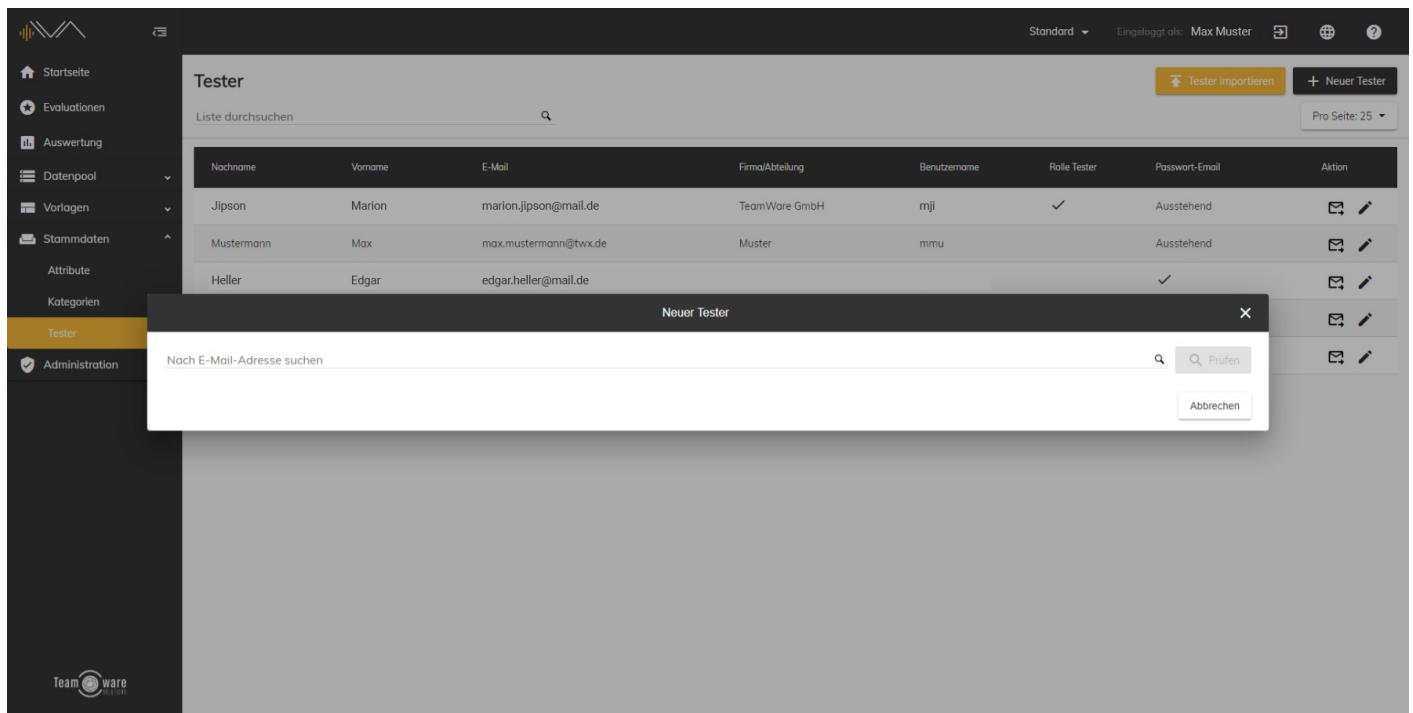 Standard
Eingeloggt als: Max Muster
Startseite
Evaluationen
Auswertung
Datenpool
Vorlagen
Stammdaten
Attribute
Kategorien
Tester
Administration
Tester
Tester importieren
+ Neuer Tester
Liste durchsuchen
Pro Seite: 25
Nachname Vorname E-Mail Firma/Abteilung Benutzername Rolle Tester Passwort-Email Aktion
Jipson Marion marion.jipson@mail.de TeamWare GmbH mji ✓ Ausstehend
Mustermann Max max.mustermann@twx.de Muster mmu Ausstehend
Heller Edgar edgar.heller@mail.de ✓
Neuer Tester
Nach E-Mail-Adresse suchen
Prüfen
Abbrechen
Team ware